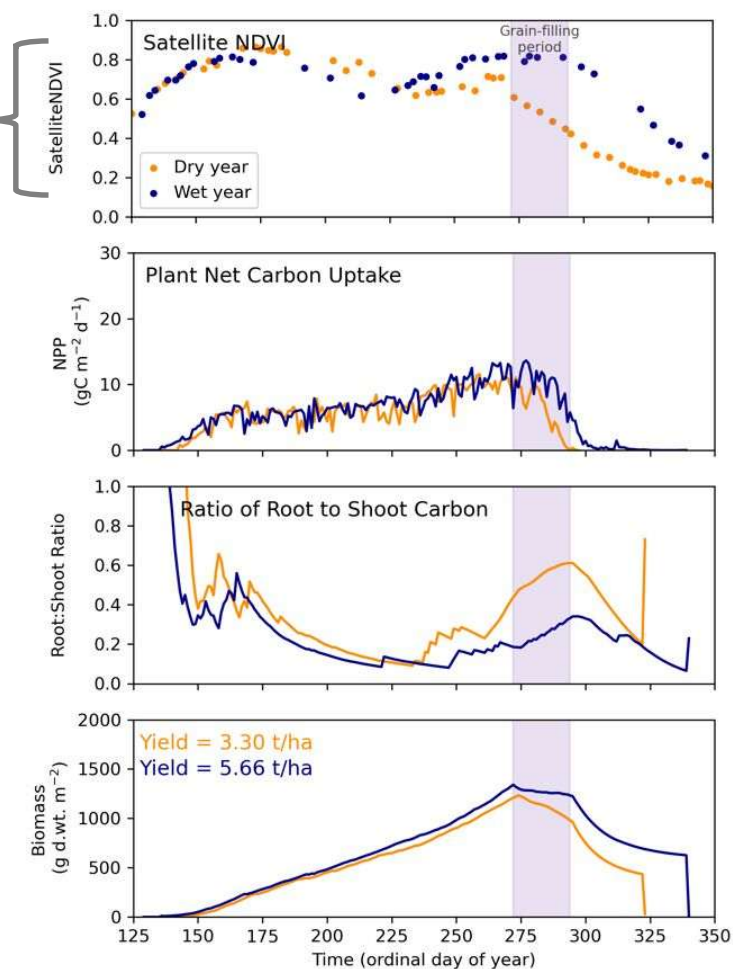 1.0
0.8
0.6
0.4
0.2
0.0
SatelliteNDVI
Satellite NDVI
Grain-filling
period
Dry year
Wet year
30
20
10
0
NPP
(gC m⁻² d⁻¹)
Plant Net Carbon Uptake
1.0
0.8
0.6
0.4
0.2
0.0
Root:Shoot Ratio
Ratio of Root to Shoot Carbon
2000
1500
1000
500
0
Biomass
(g d.wt. m⁻²)
Yield = 3.30 t/ha
Yield = 5.66 t/ha
125 150 175 200 225 250 275 300 325 350
Time (ordinal day of year)